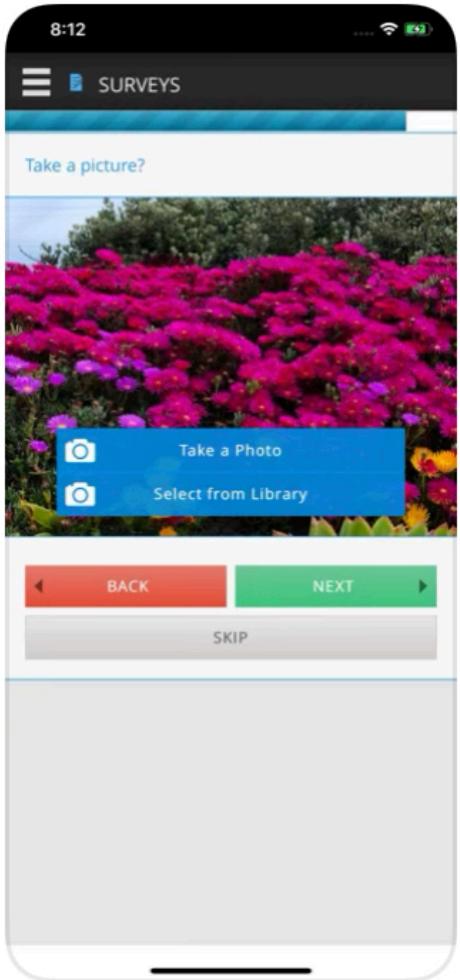 8:12
SURVEYS
Take a picture?
Take a Photo
Select from Library
BACK
NEXT
SKIP